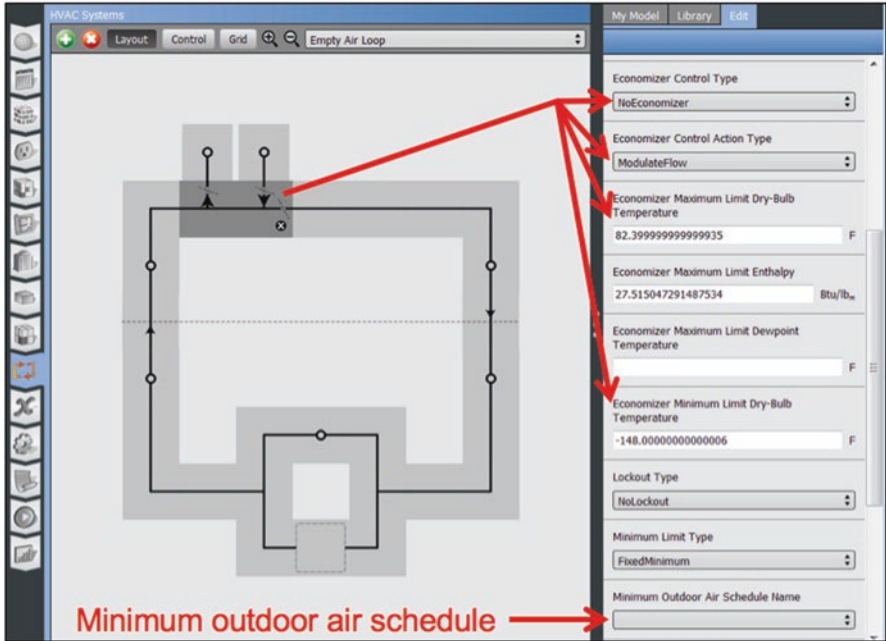 HVAC Systems
Layout
Control
Grid
Empty Air Loop
My Model
Library
Edit
Economizer Control Type
NoEconomizer
Economizer Control Action Type
ModulateFlow
Economizer Maximum Limit Dry-Bulb
Temperature
82.399999999999935 F
Economizer Maximum Limit Enthalpy
27.515047291487534 Btu/lbₘ
Economizer Maximum Limit Dewpoint
Temperature
F
Economizer Minimum Limit Dry-Bulb
Temperature
-148.00000000000006 F
Lockout Type
NoLockout
Minimum Limit Type
FixedMinimum
Minimum Outdoor Air Schedule Name
Minimum outdoor air schedule